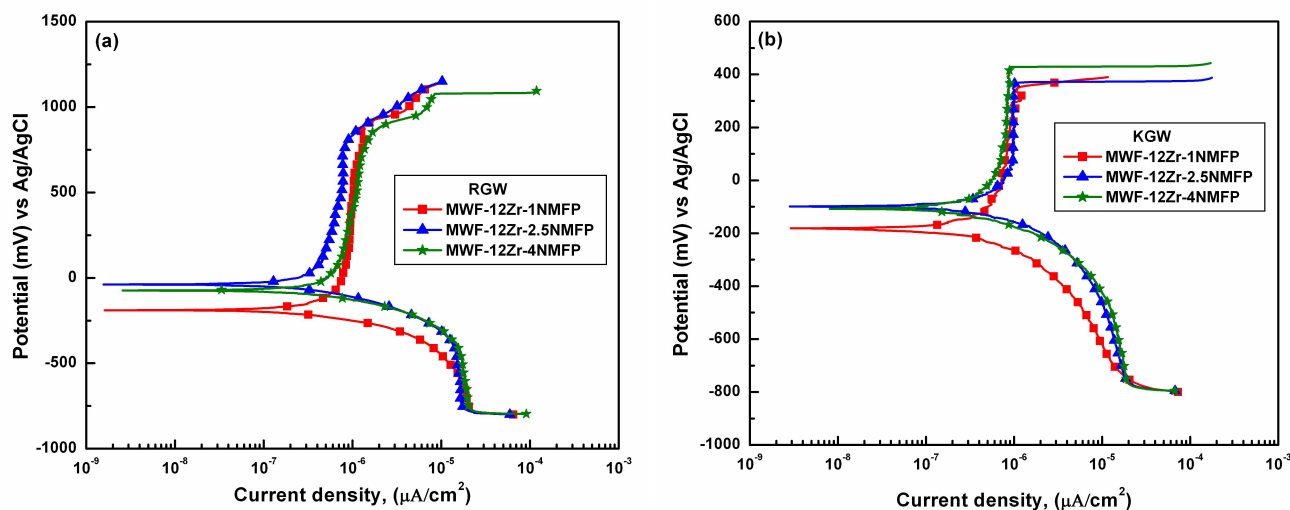 (a)
1500
1000
500
0
-500
-1000
Potential (mV) vs Ag/AgCl
RGW
MWF-12Zr-1NMFP
MWF-12Zr-2.5NMFP
MWF-12Zr-4NMFP
10⁻⁹ 10⁻⁸ 10⁻⁷ 10⁻⁶ 10⁻⁵ 10⁻⁴ 10⁻³
Current density, (μA/cm²)
(b)
600
400
200
0
-200
-400
-600
-800
-1000
Potential (mV) vs Ag/AgCl
KGW
MWF-12Zr-1NMFP
MWF-12Zr-2.5NMFP
MWF-12Zr-4NMFP
10⁻⁹ 10⁻⁸ 10⁻⁷ 10⁻⁶ 10⁻⁵ 10⁻⁴ 10⁻³
Current density, (μA/cm²)